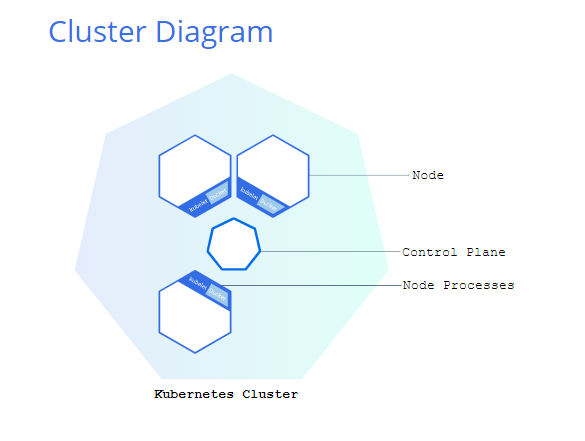 Cluster Diagram
kubelet
Docker
kubelet
Docker
Node
Control Plane
kubelet
Docker
Node Processes
Kubernetes Cluster